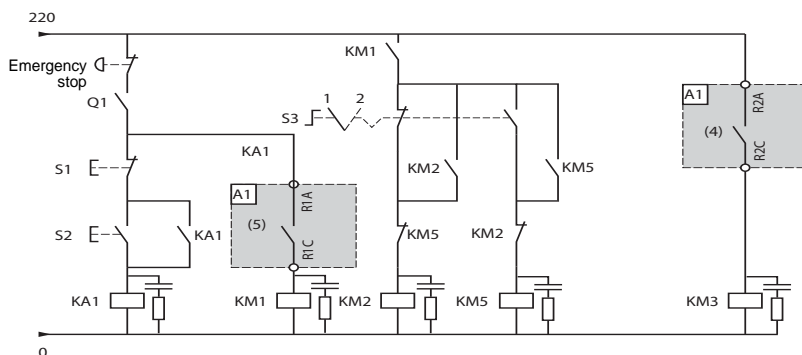 220
Emergency
stop
Q1
S1
S2
KA1
KA1
KA1
A1
R1A
(5)
R1C
KM1
KM1
S3
1
2
KM2
KM5
KM5
KM2
KM2
KM5
A1
R2A
(4)
R2C
KM3
0